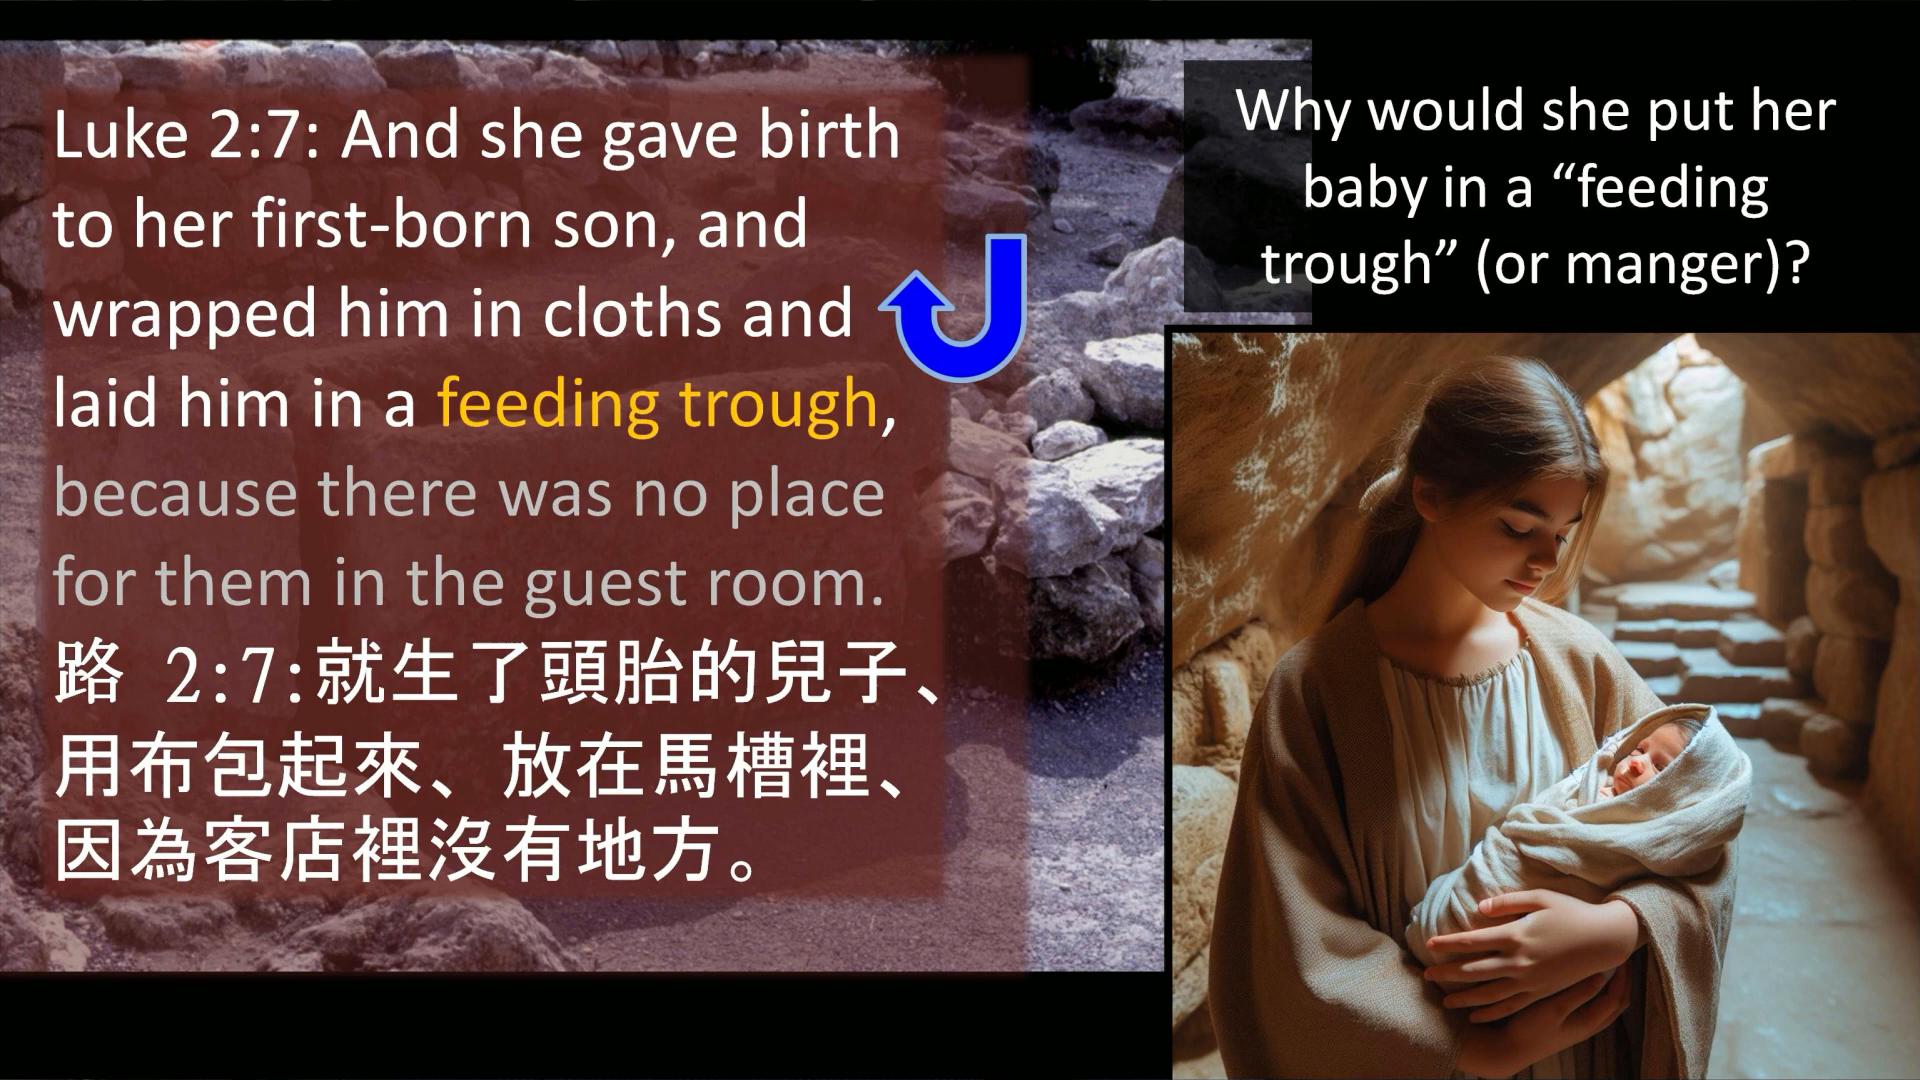 Luke 2:7: And she gave birth
to her first-born son, and
wrapped him in cloths and
laid him in a feeding trough,
because there was no place
for them in the guest room.
路 2:7:就生了頭胎的兒子、
用布包起來、放在馬槽裡、
因為客店裡沒有地方。
Why would she put her
baby in a “feeding
trough” (or manger)?